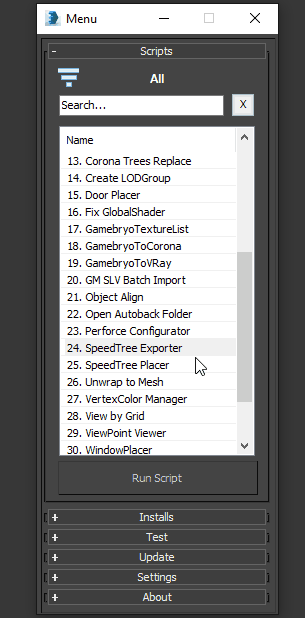 Menu
- Scripts
All
Search... X
Name
13. Corona Trees Replace
14. Create LODGroup
15. Door Placer
16. Fix GlobalShader
17. GamebryoTextureList
18. GamebryoToCorona
19. GamebryoToVRay
20. GM SLV Batch Import
21. Object Align
22. Open Autoback Folder
23. Perforce Configurator
24. SpeedTree Exporter
25. SpeedTree Placer
26. Unwrap to Mesh
27. VertexColor Manager
28. View by Grid
29. ViewPoint Viewer
30. WindowPlacer
Run Script
+ Installs
+ Test
+ Update
+ Settings
+ About